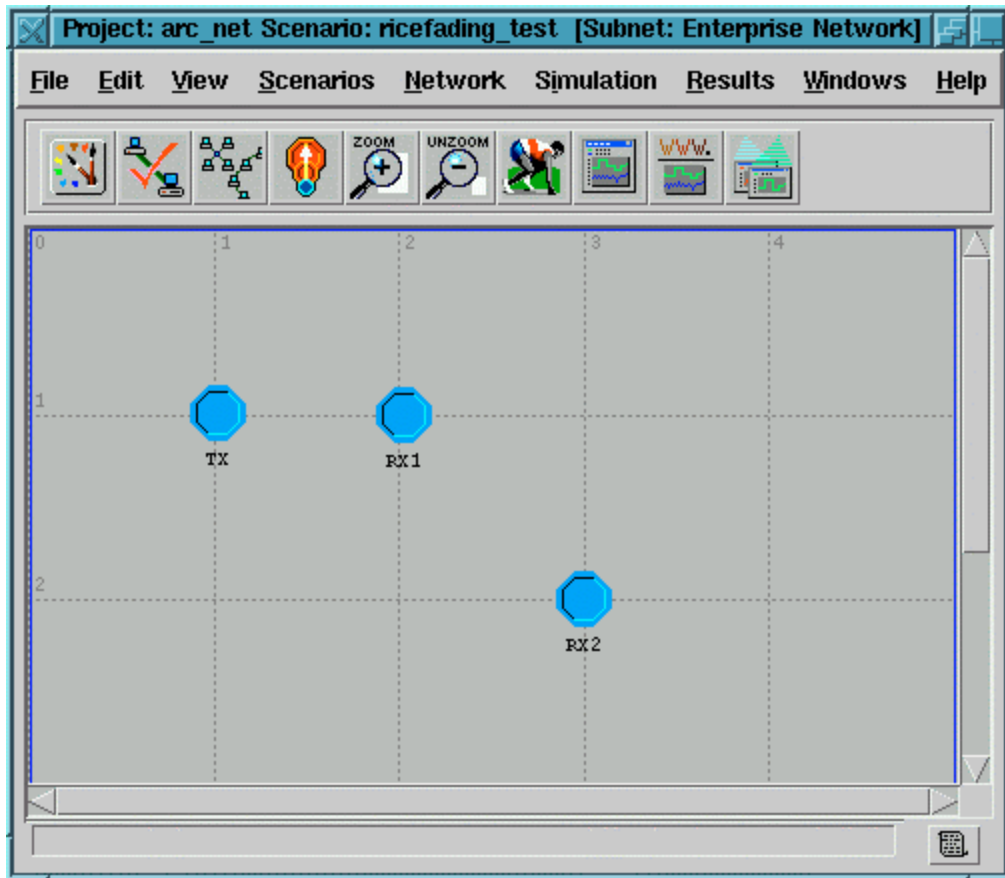 Project: arc_net Scenario: ricefading_test [Subnet: Enterprise Network]
File Edit View Scenarios Network Simulation Results Windows Help
ZOOM UNZOOM
0 1 2 3 4
1
TX RX1
2
RX2